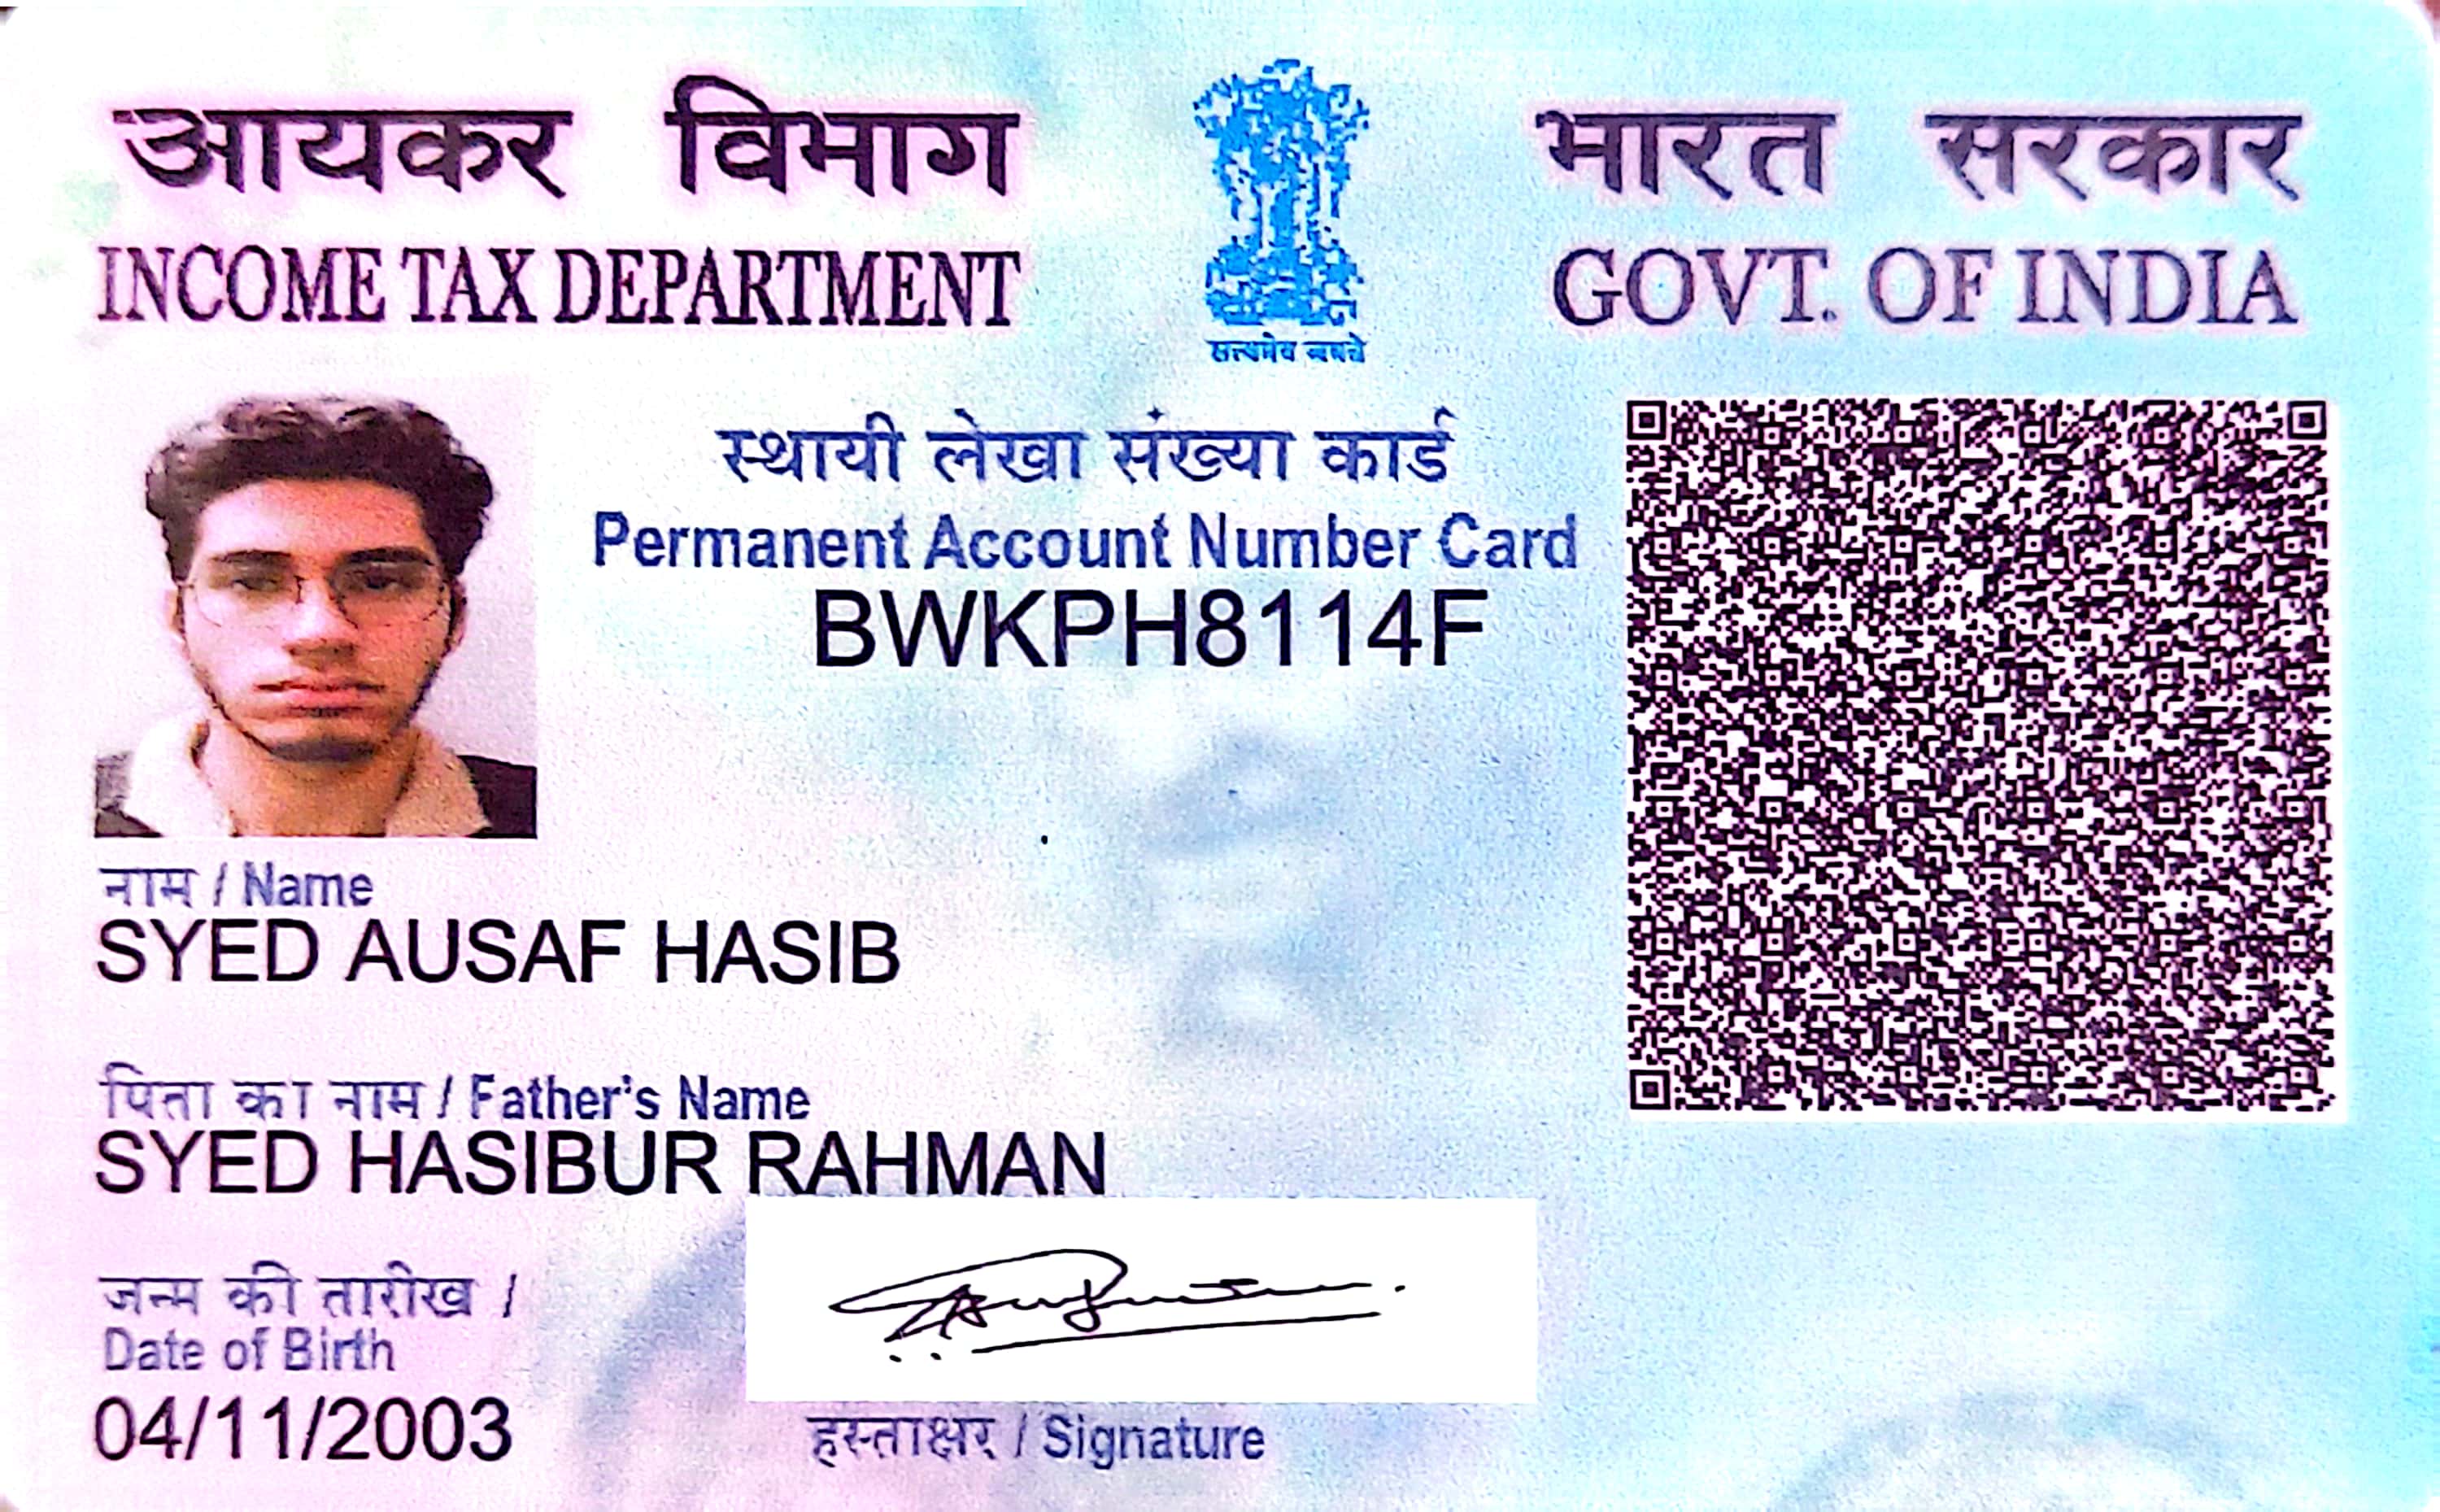 आयकर विभाग
INCOME TAX DEPARTMENT
सत्यमेव जयते
भारत सरकार
GOVT. OF INDIA
स्थायी लेखा संख्या कार्ड
Permanent Account Number Card
BWKPH8114F
नाम / Name
SYED AUSAF HASIB
पिता का नाम / Father's Name
SYED HASIBUR RAHMAN
जन्म की तारीख /
Date of Birth
04/11/2003
हस्ताक्षर / Signature